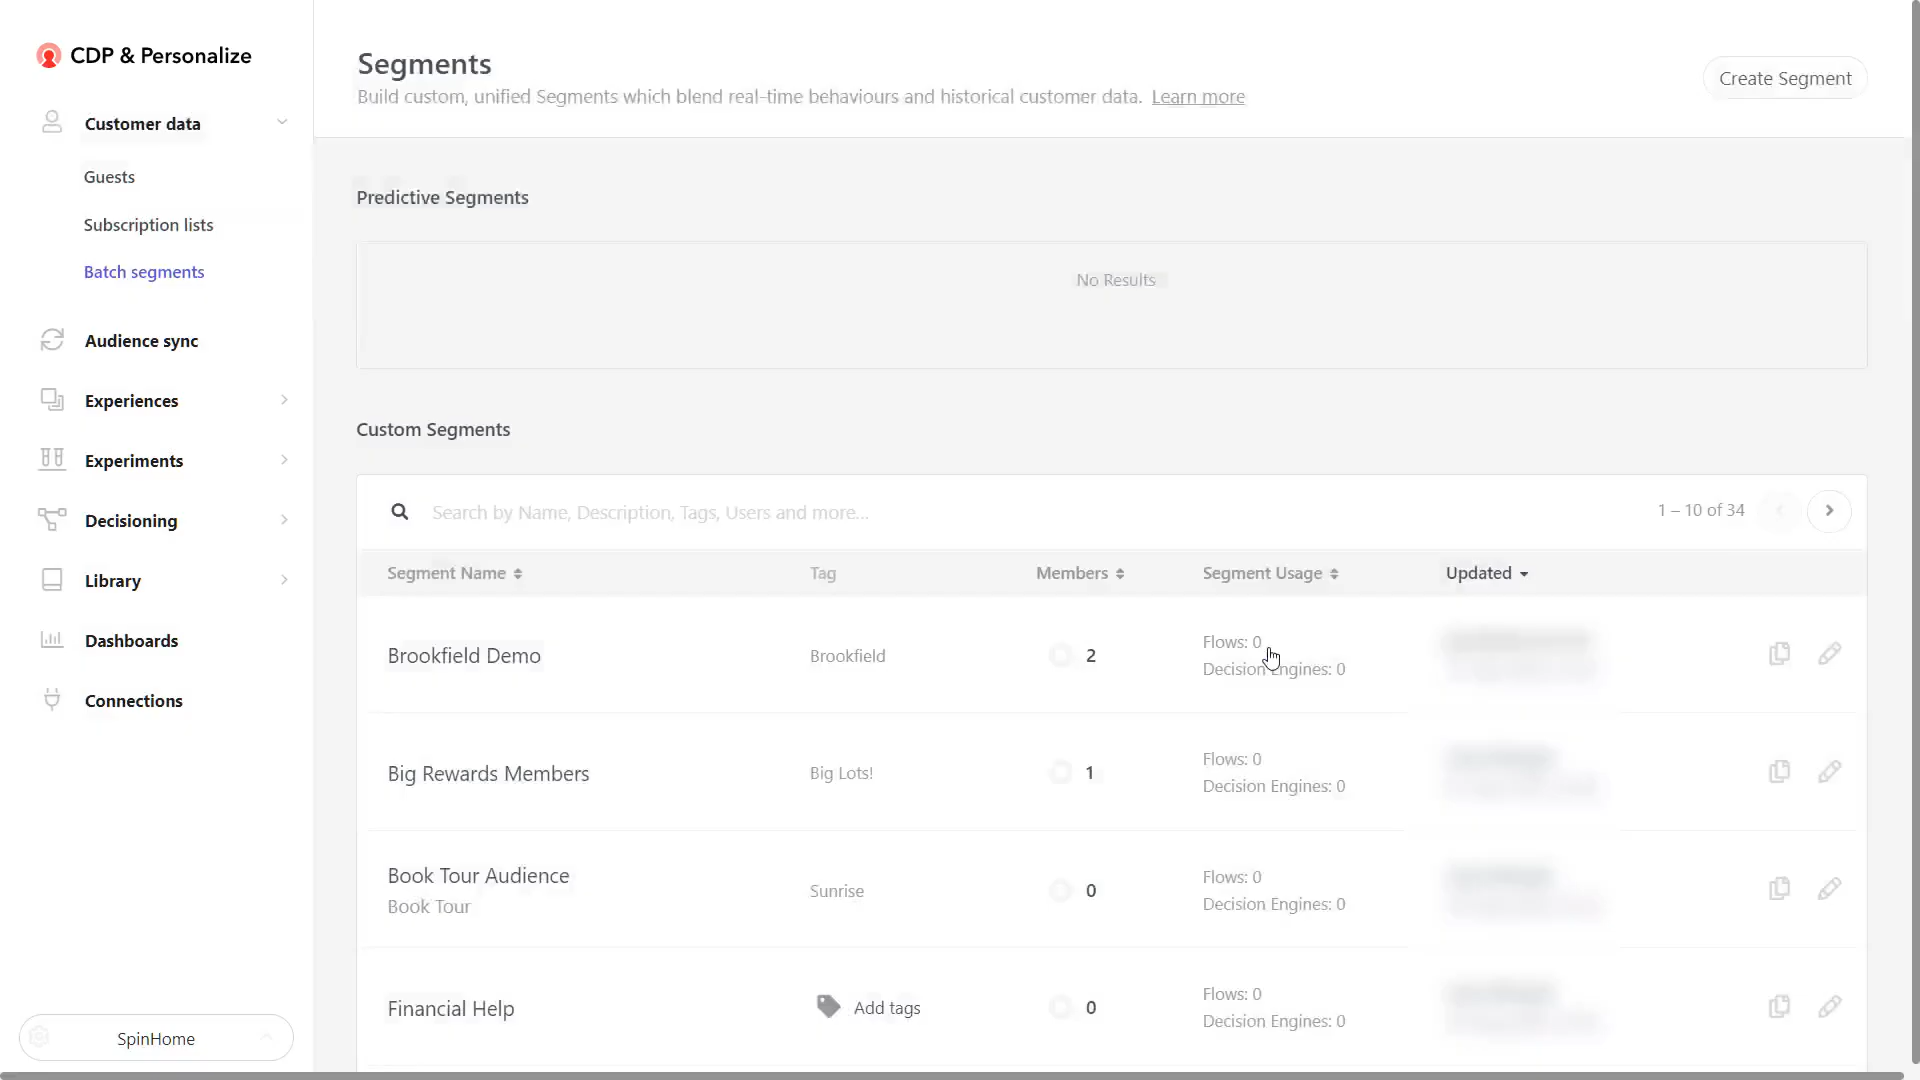 CDP & Personalize
Customer data
Guests
Subscription lists
Batch segments
Audience sync
Experiences
Experiments
Decisioning
Library
Dashboards
Connections
SpinHome
Segments
Build custom, unified Segments which blend real-time behaviours and historical customer data. Learn more
Create Segment
Predictive Segments
No Results
Custom Segments
Search by Name, Description, Tags, Users and more...
1 – 10 of 34
Segment Name Tag Members Segment Usage Updated
Brookfield Demo Brookfield 2 Flows: 0
Decision Engines: 0
Big Rewards Members Big Lots! 1 Flows: 0
Decision Engines: 0
Book Tour Audience
Book Tour
Sunrise 0 Flows: 0
Decision Engines: 0
Financial Help Add tags 0 Flows: 0
Decision Engines: 0